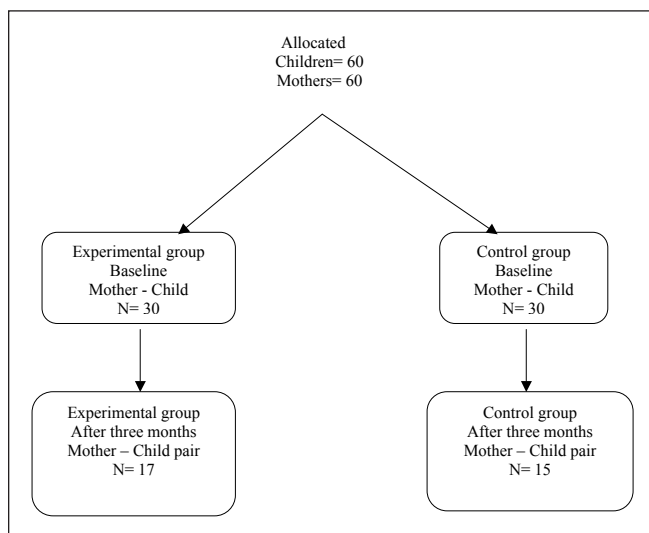 Allocated
Children= 60
Mothers= 60
Experimental group
Baseline
Mother - Child
N= 30
Control group
Baseline
Mother - Child
N= 30
Experimental group
After three months
Mother – Child pair
N= 17
Control group
After three months
Mother – Child pair
N= 15